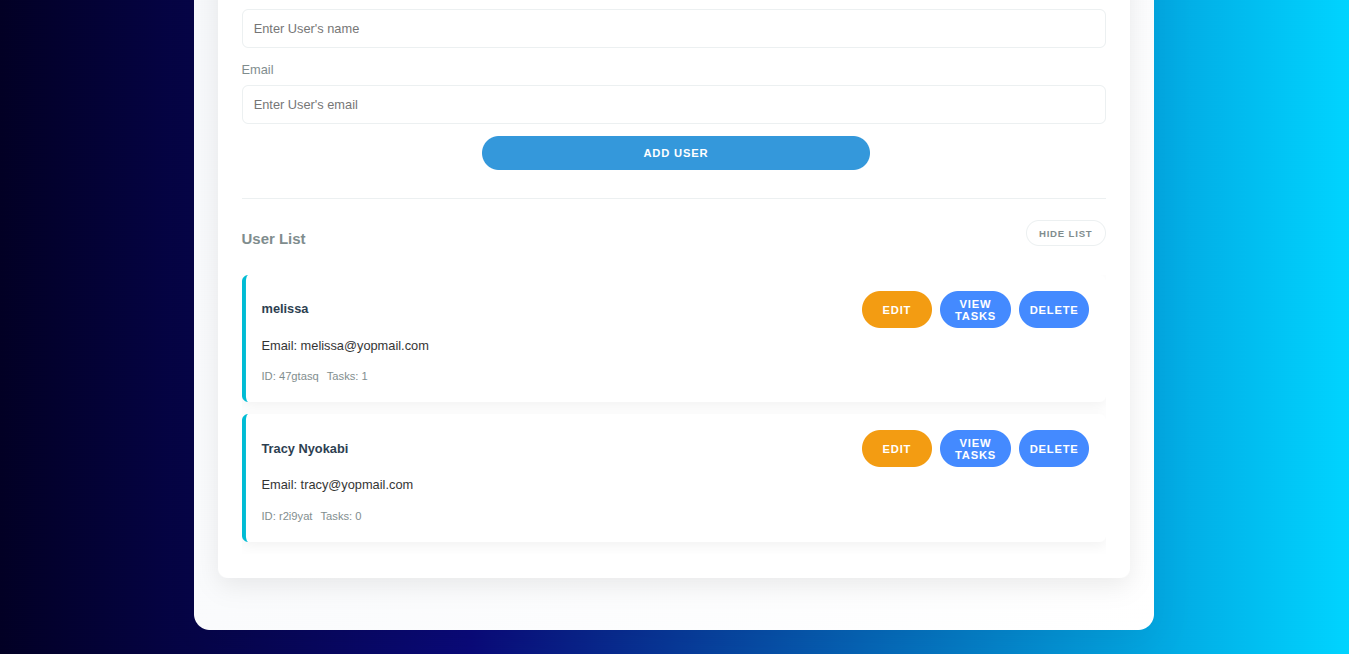 Enter User's name
Email
Enter User's email
ADD USER
User List
HIDE LIST
melissa
EDIT
VIEW
TASKS
DELETE
Email: melissa@yopmail.com
ID: 47gtasq Tasks: 1
Tracy Nyokabi
EDIT
VIEW
TASKS
DELETE
Email: tracy@yopmail.com
ID: r2i9yat Tasks: 0